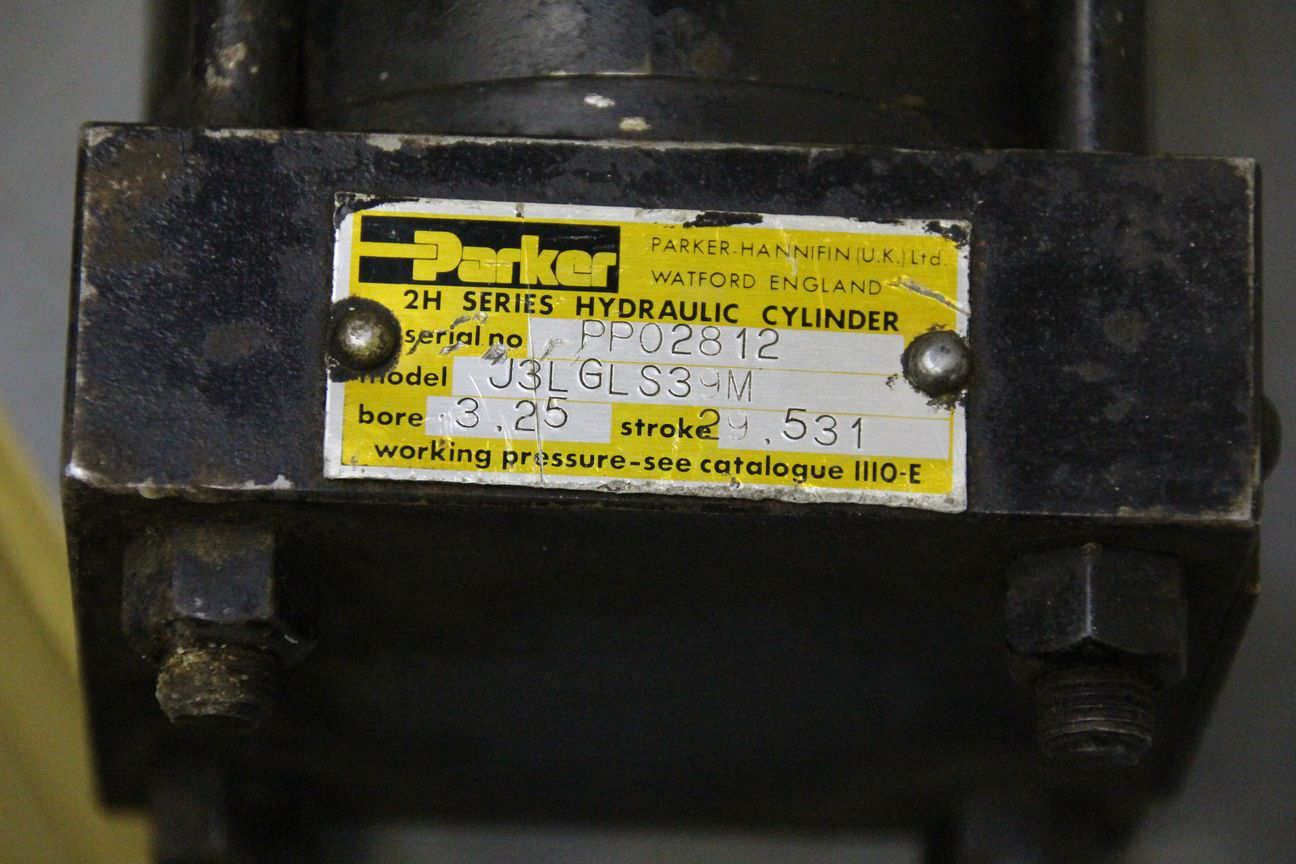 Parker
PARKER-HANNIFIN (U.K.) Ltd.
WATFORD ENGLAND
2H SERIES HYDRAULIC CYLINDER
serial no PP02812
model J3LGLS39M
bore 3.25 stroke 29.531
working pressure-see catalogue 1110-E